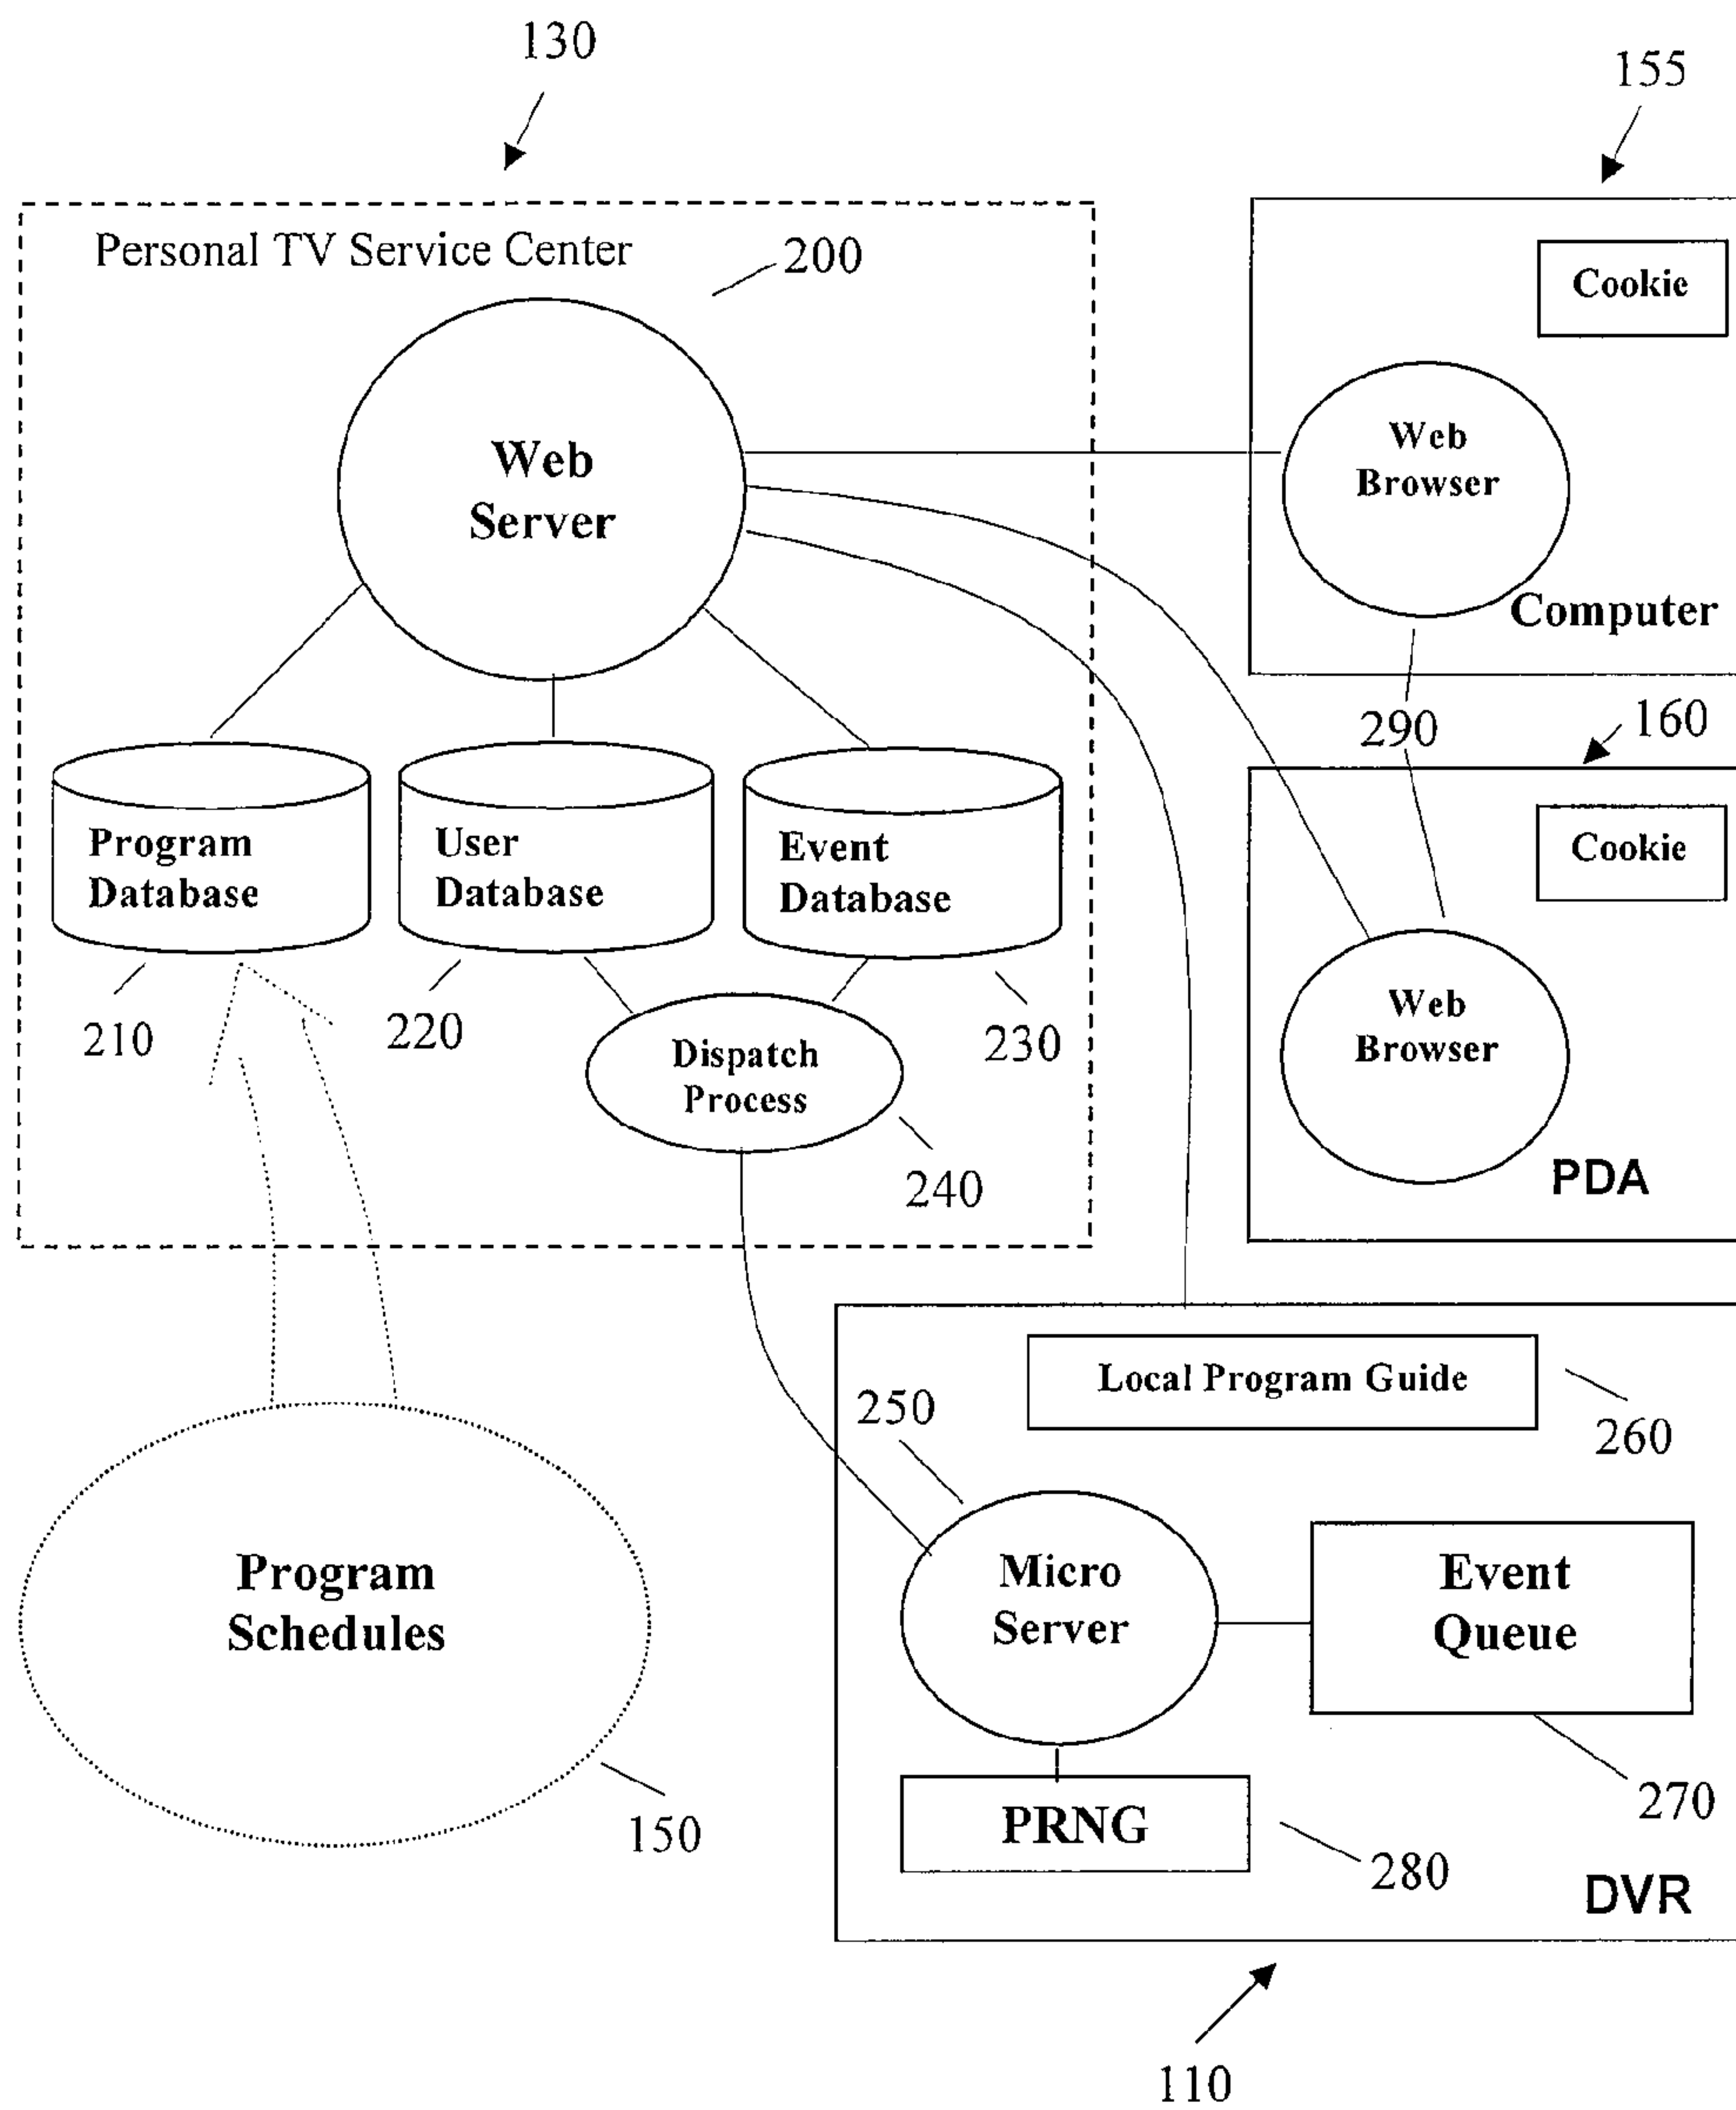 130
155
Personal TV Service Center
200
Cookie
Web
Server
Web
Browser
Computer
290
160
Program
Database
User
Database
Event
Database
Cookie
210
220
230
Dispatch
Process
240
Web
Browser
PDA
Local Program Guide
260
250
Program
Schedules
150
Micro
Server
Event
Queue
270
PRNG
280
DVR
110